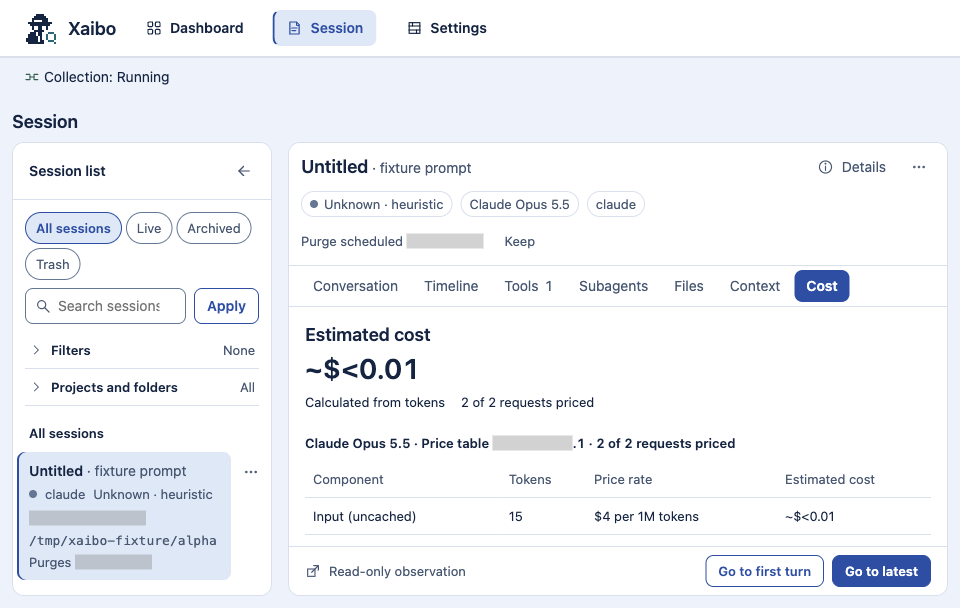 Xaibo
Dashboard
Session
Settings
Collection: Running
Session
Session list
All sessions
Live
Archived
Trash
Search sessions
Apply
Filters None
Projects and folders All
All sessions
Untitled · fixture prompt
claude Unknown · heuristic
/tmp/xaibo-fixture/alpha
Purges
Untitled · fixture prompt
Details
Unknown · heuristic
Claude Opus 5.5
claude
Purge scheduled
Keep
Conversation Timeline Tools 1 Subagents Files Context Cost
Estimated cost
~$<0.01
Calculated from tokens 2 of 2 requests priced
Claude Opus 5.5 · Price table .1 · 2 of 2 requests priced
Component Tokens Price rate Estimated cost
Input (uncached) 15 $4 per 1M tokens ~$<0.01
Read-only observation
Go to first turn
Go to latest